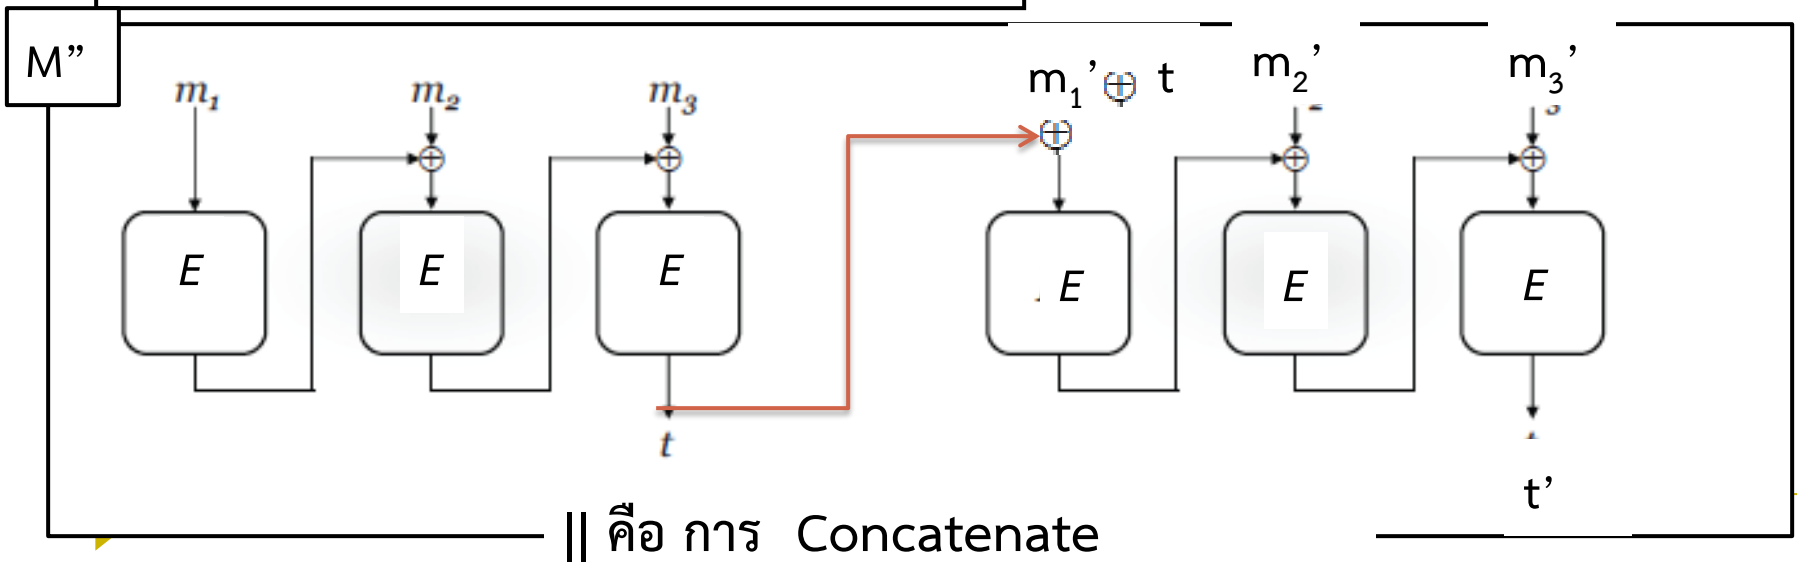 M”
m₁ m₂ m₃ m₁’⊕ t m₂’ m₃’
E E E E E E
t
t’
|| คือ การ Concatenate